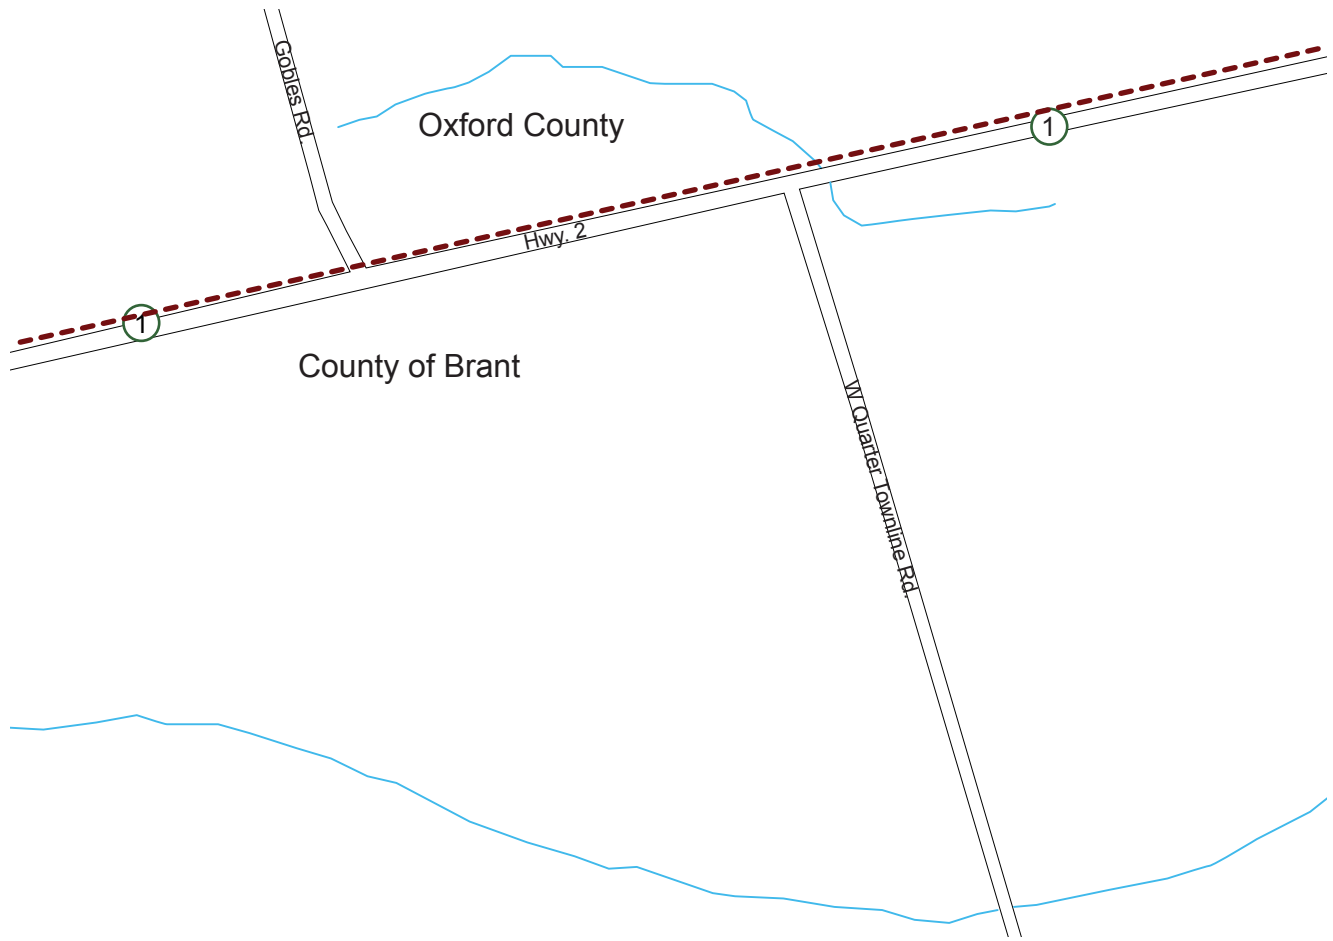 Gobles Rd.
Oxford County
1
Hwy. 2
1
County of Brant
W Quarter Townline Rd.